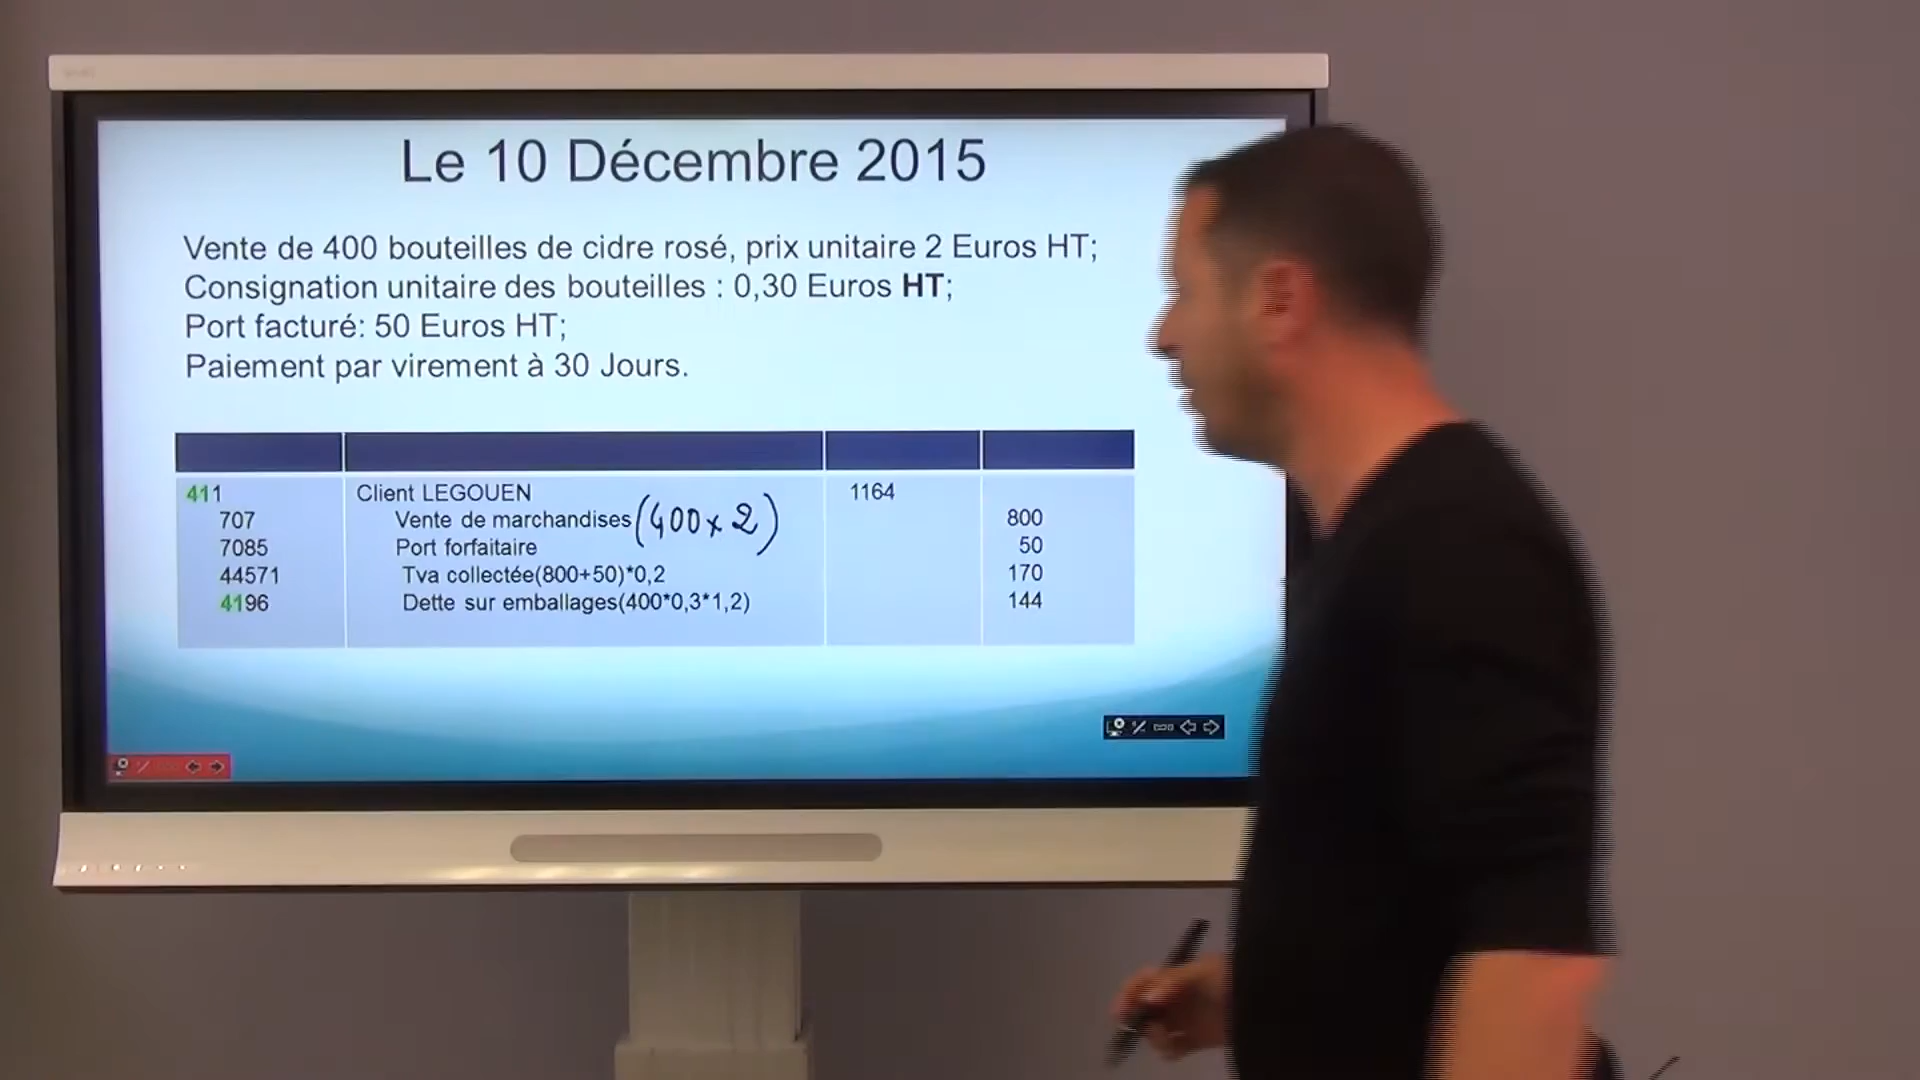 Le 10 Décembre 2015
Vente de 400 bouteilles de cidre rosé, prix unitaire 2 Euros HT;
Consignation unitaire des bouteilles : 0,30 Euros HT;
Port facturé: 50 Euros HT;
Paiement par virement à 30 Jours.
411 Client LEGOUEN 1164
707 Vente de marchandises (400 x 2) 800
7085 Port forfaitaire 50
44571 Tva collectée(800+50)*0,2 170
4196 Dette sur emballages(400*0,3*1,2) 144